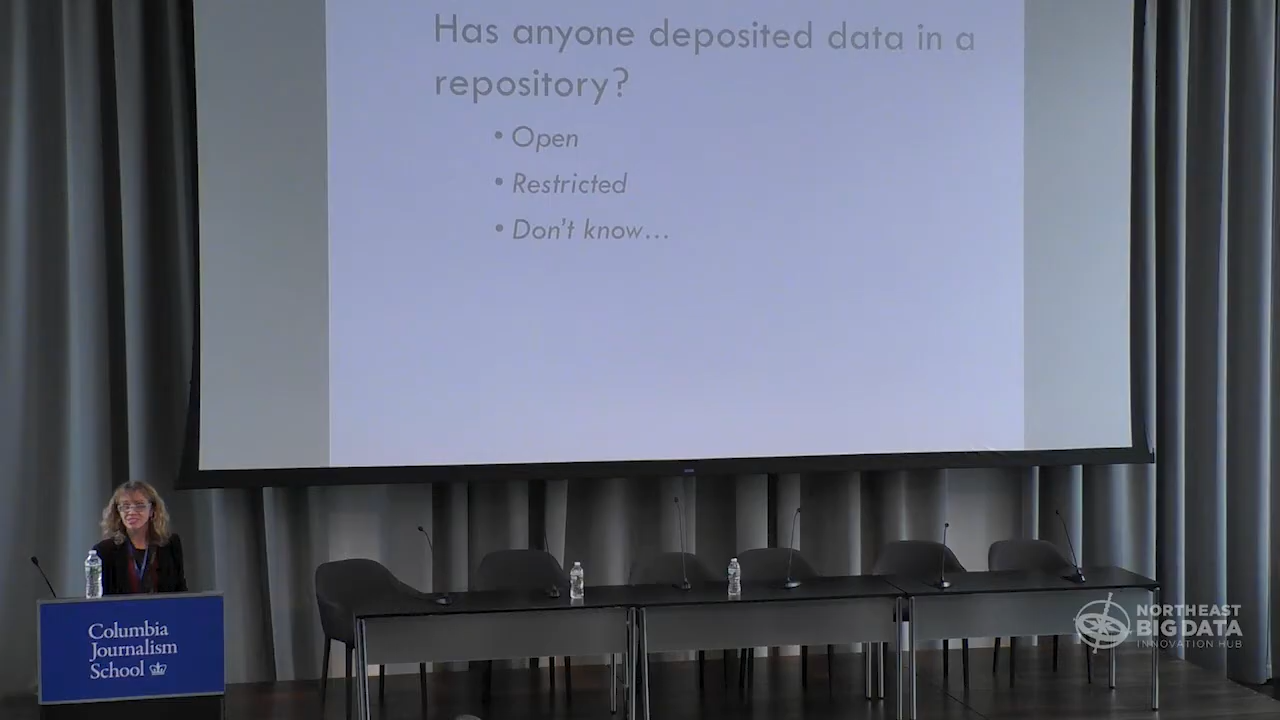 Has anyone deposited data in a
repository?
• Open
• Restricted
• Don't know...
Columbia
Journalism
School
NORTHEAST
BIG DATA
INNOVATION HUB